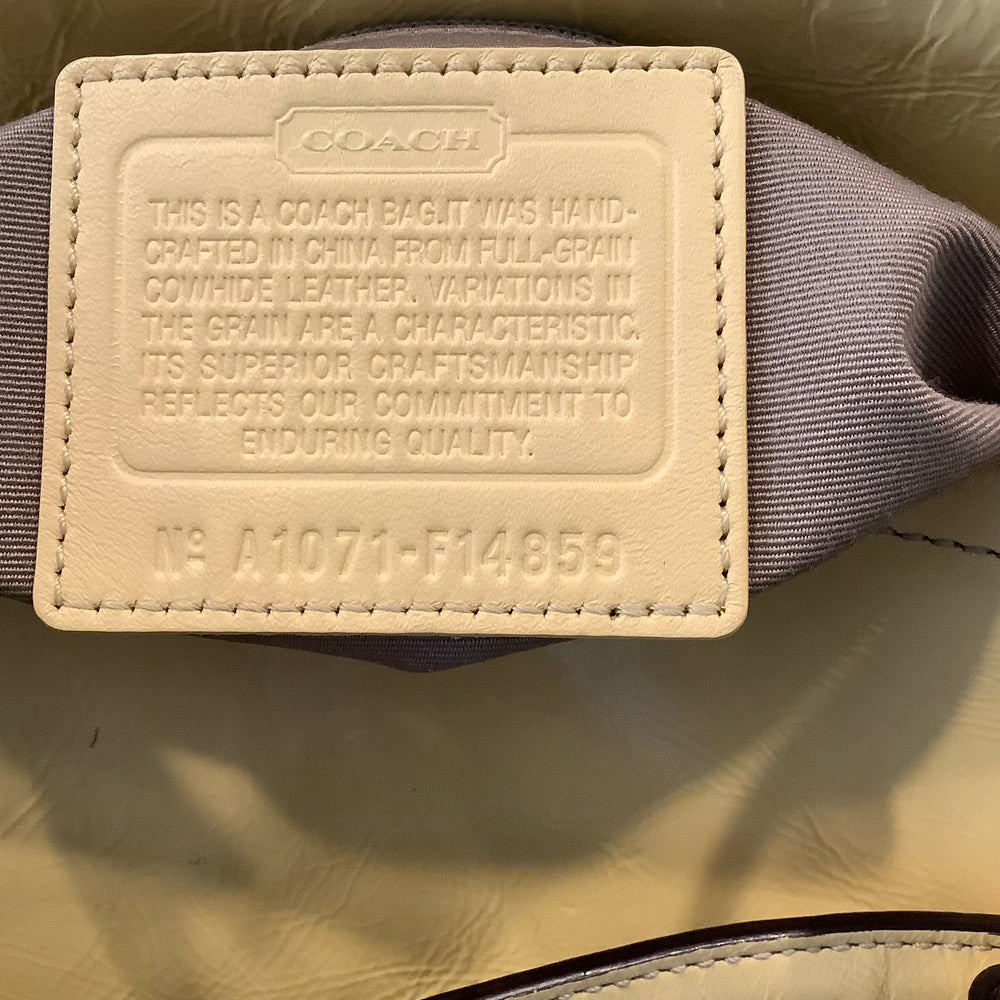 COACH
THIS IS A COACH BAG.IT WAS HAND-
CRAFTED IN CHINA FROM FULL-GRAIN
COWHIDE LEATHER. VARIATIONS IN
THE GRAIN ARE A CHARACTERISTIC.
ITS SUPERIOR CRAFTSMANSHIP
REFLECTS OUR COMMITMENT TO
ENDURING QUALITY.
Nº A1071-F14859